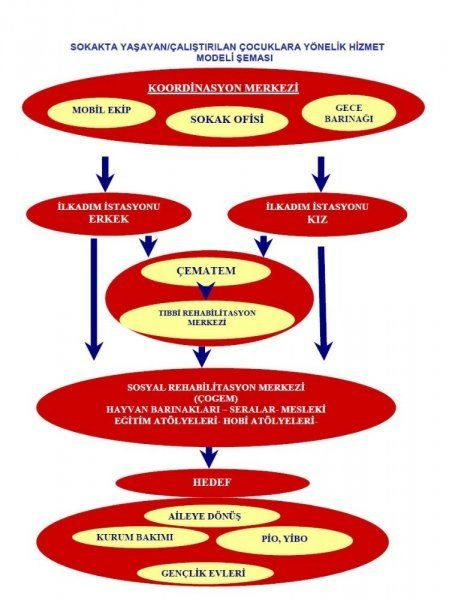 SOKAKTA YAŞAYAN/ÇALIŞTIRILAN ÇOCUKLARA YÖNELİK HİZMET
MODELİ ŞEMASI
KOORDİNASYON MERKEZİ
MOBİL EKİP
SOKAK OFİSİ
GECE
BARINAĞI
İLKADIM İSTASYONU
ERKEK
İLKADIM İSTASYONU
KIZ
ÇEMATEM
TIBBİ REHABİLİTASYON
MERKEZİ
SOSYAL REHABİLİTASYON MERKEZİ
(ÇOGEM)
HAYVAN BARINAKLARI – SERALAR- MESLEKİ
EĞİTİM ATÖLYELERİ- HOBİ ATÖLYELERİ-
HEDEF
AİLEYE DÖNÜŞ
KURUM BAKIMI
PİO, YİBO
GENÇLİK EVLERİ